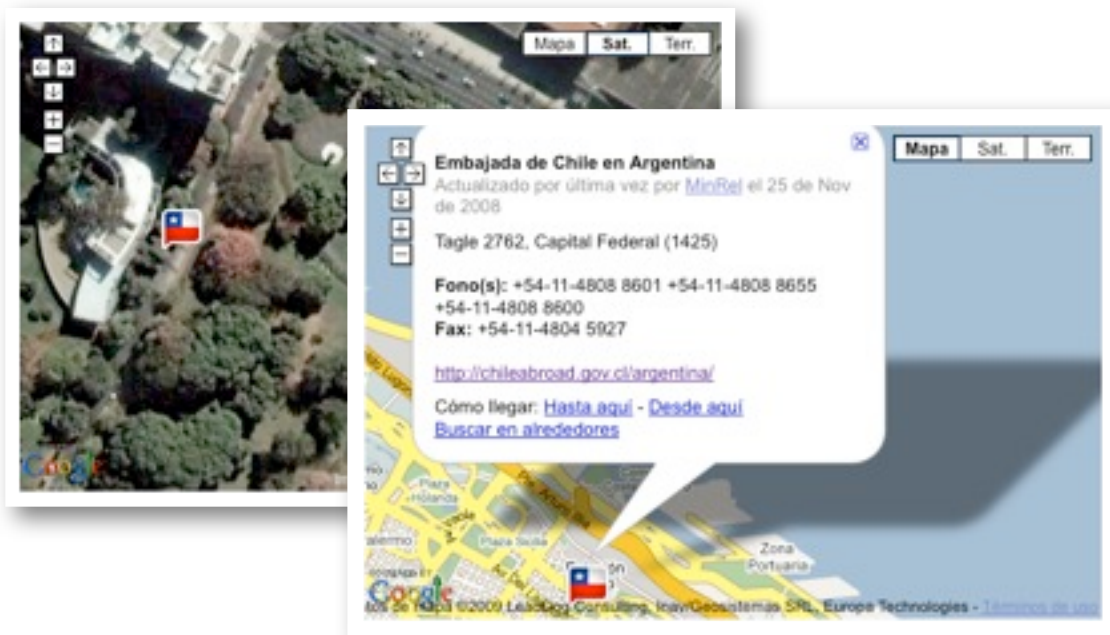 Mapa Sat. Terr.
Google
Mapa Sat. Terr.
Embajada de Chile en Argentina
Actualizado por última vez por MinRel el 25 de Nov
de 2008
Tagle 2762, Capital Federal (1425)
Fono(s): +54-11-4808 8601 +54-11-4808 8655
+54-11-4808 8600
Fax: +54-11-4804 5927
http://chileabroad.gov.cl/argentina/
Cómo llegar: Hasta aquí - Desde aquí
Buscar en alrededores
Plaza
Holanda
Plaza Sicilia
Zona
Portuaria
Google
de Mapa ©2009 LeadDog Consulting, Inav/Geosistemas SRL, Europa Technologies - Términos de uso